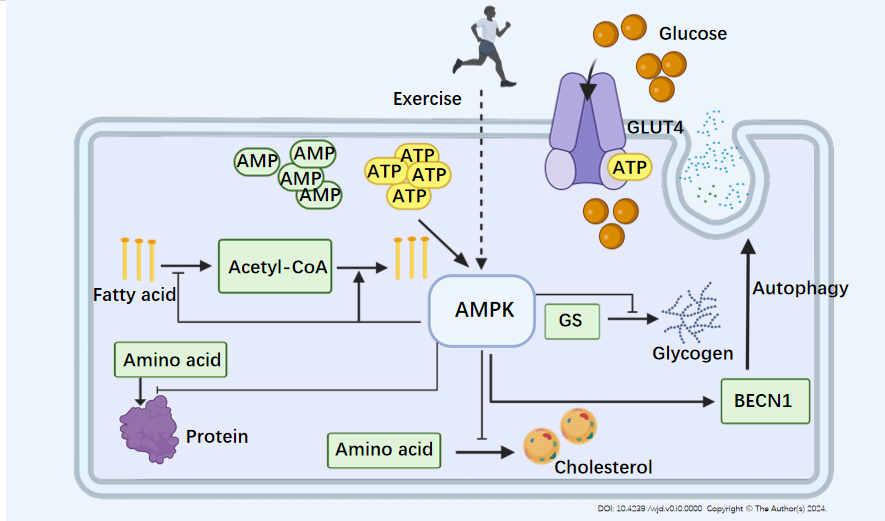 Glucose
Exercise
GLUT4
AMP
AMP
AMP
AMP
ATP
ATP
ATP
ATP
ATP
Acetyl-CoA
Fatty acid
AMPK
GS
Autophagy
Glycogen
Amino acid
BECN1
Protein
Amino acid
Cholesterol
DOI: 10.4239 /wjd.v0.i0.0000 Copyright © The Author(s) 2024.